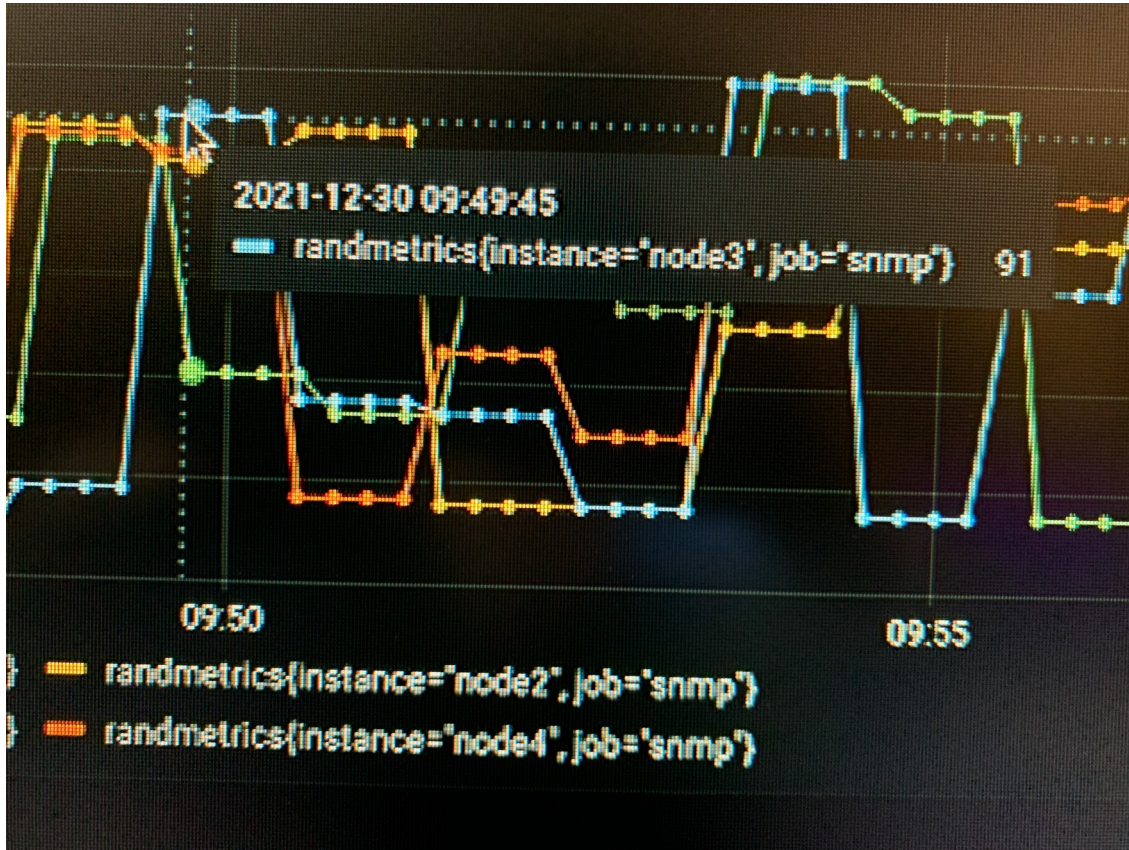 2021-12-30 09:49:45
randmetrics{instance="node3", job="snmp"} 91
09:50 09:55
} randmetrics{instance="node2", job="snmp"}
} randmetrics{instance="node4", job="snmp"}